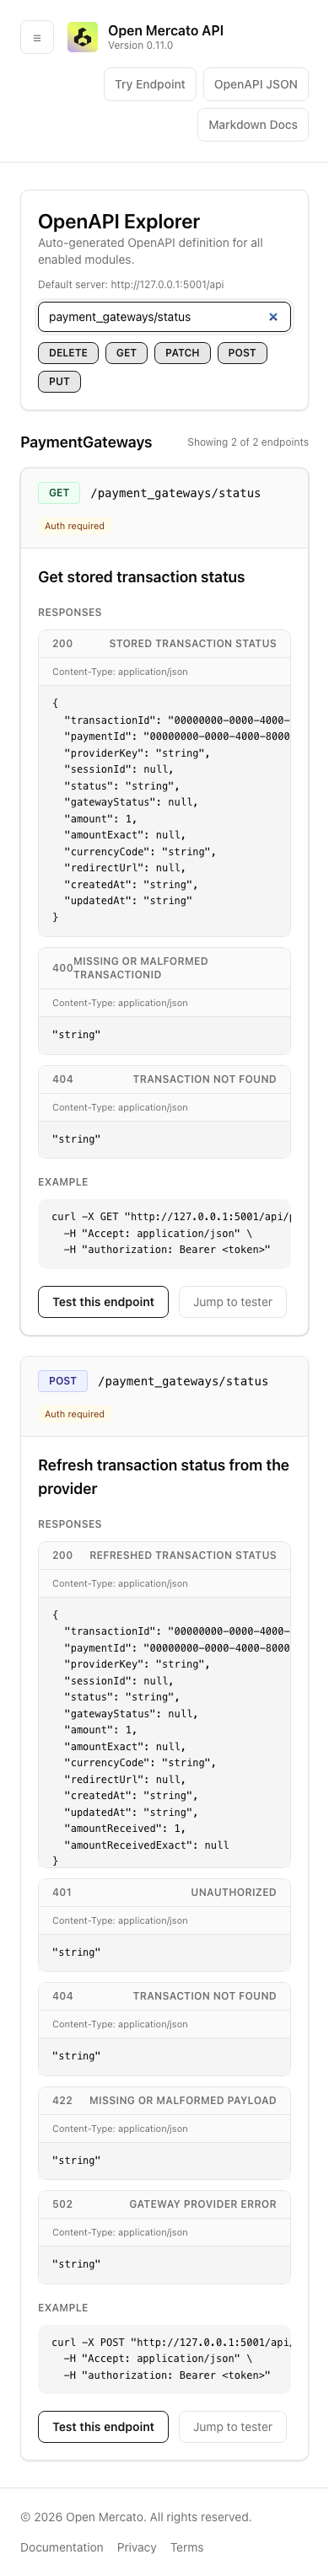 ≡
Open Mercato API
Version 0.11.0
Try Endpoint
OpenAPI JSON
Markdown Docs
OpenAPI Explorer
Auto-generated OpenAPI definition for all
enabled modules.
Default server: http://127.0.0.1:5001/api
payment_gateways/status
DELETE GET PATCH POST
PUT
PaymentGateways
Showing 2 of 2 endpoints
GET /payment_gateways/status
Auth required
Get stored transaction status
RESPONSES
200 STORED TRANSACTION STATUS
Content-Type: application/json
{
"transactionId": "00000000-0000-4000-
"paymentId": "00000000-0000-4000-8000
"providerKey": "string",
"sessionId": null,
"status": "string",
"gatewayStatus": null,
"amount": 1,
"amountExact": null,
"currencyCode": "string",
"redirectUrl": null,
"createdAt": "string",
"updatedAt": "string"
}
400 MISSING OR MALFORMED
TRANSACTIONID
Content-Type: application/json
"string"
404 TRANSACTION NOT FOUND
Content-Type: application/json
"string"
EXAMPLE
curl -X GET "http://127.0.0.1:5001/api/p
-H "Accept: application/json" \
-H "authorization: Bearer <token>"
Test this endpoint
Jump to tester
POST /payment_gateways/status
Auth required
Refresh transaction status from the
provider
RESPONSES
200 REFRESHED TRANSACTION STATUS
Content-Type: application/json
{
"transactionId": "00000000-0000-4000-
"paymentId": "00000000-0000-4000-8000
"providerKey": "string",
"sessionId": null,
"status": "string",
"gatewayStatus": null,
"amount": 1,
"amountExact": null,
"currencyCode": "string",
"redirectUrl": null,
"createdAt": "string",
"updatedAt": "string",
"amountReceived": 1,
"amountReceivedExact": null
}
401 UNAUTHORIZED
Content-Type: application/json
"string"
404 TRANSACTION NOT FOUND
Content-Type: application/json
"string"
422 MISSING OR MALFORMED PAYLOAD
Content-Type: application/json
"string"
502 GATEWAY PROVIDER ERROR
Content-Type: application/json
"string"
EXAMPLE
curl -X POST "http://127.0.0.1:5001/api/
-H "Accept: application/json" \
-H "authorization: Bearer <token>"
Test this endpoint
Jump to tester
© 2026 Open Mercato. All rights reserved.
Documentation Privacy Terms